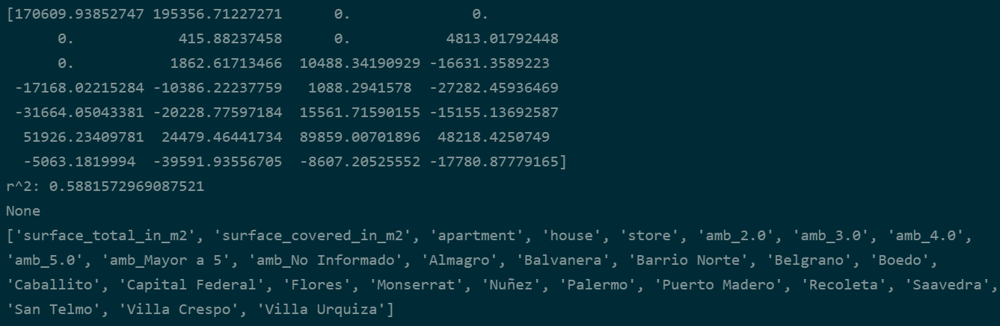 [170609.93852747 195356.71227271      0.              0.
      0.            415.88237458      0.           4813.01792448
      0.           1862.61713466  10488.34190929 -16631.3589223
 -17168.02215284 -10386.22237759   1088.2941578  -27282.45936469
 -31664.05043381 -20228.77597184  15561.71590155 -15155.13692587
  51926.23409781  24479.46441734  89859.00701896  48218.4250749
  -5063.1819994  -39591.93556705  -8607.20525552 -17780.87779165]
r^2: 0.5881572969087521
None
['surface_total_in_m2', 'surface_covered_in_m2', 'apartment', 'house', 'store', 'amb_2.0', 'amb_3.0', 'amb_4.0',
'amb_5.0', 'amb_Mayor a 5', 'amb_No Informado', 'Almagro', 'Balvanera', 'Barrio Norte', 'Belgrano', 'Boedo',
'Caballito', 'Capital Federal', 'Flores', 'Monserrat', 'Nuñez', 'Palermo', 'Puerto Madero', 'Recoleta', 'Saavedra',
'San Telmo', 'Villa Crespo', 'Villa Urquiza']